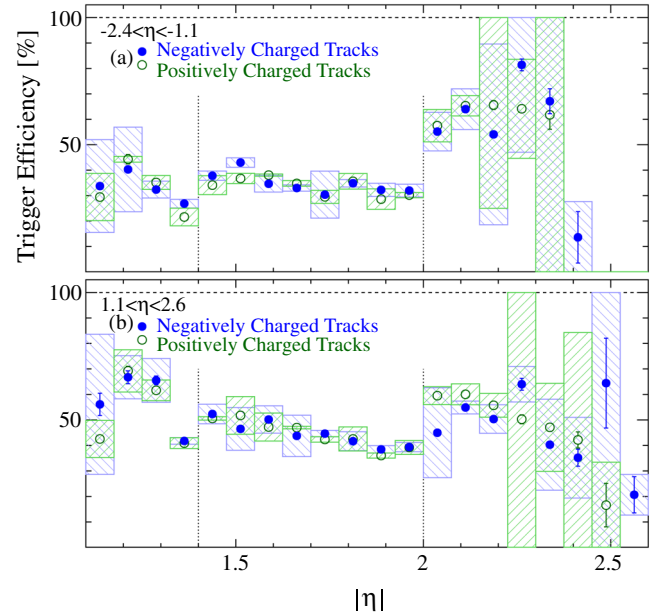 Trigger Efficiency [%]
100
-2.4<η<-1.1
(a)
Negatively Charged Tracks
Positively Charged Tracks
50
100
1.1<η<2.6
(b)
Negatively Charged Tracks
Positively Charged Tracks
50
1.5
2
2.5
|η|